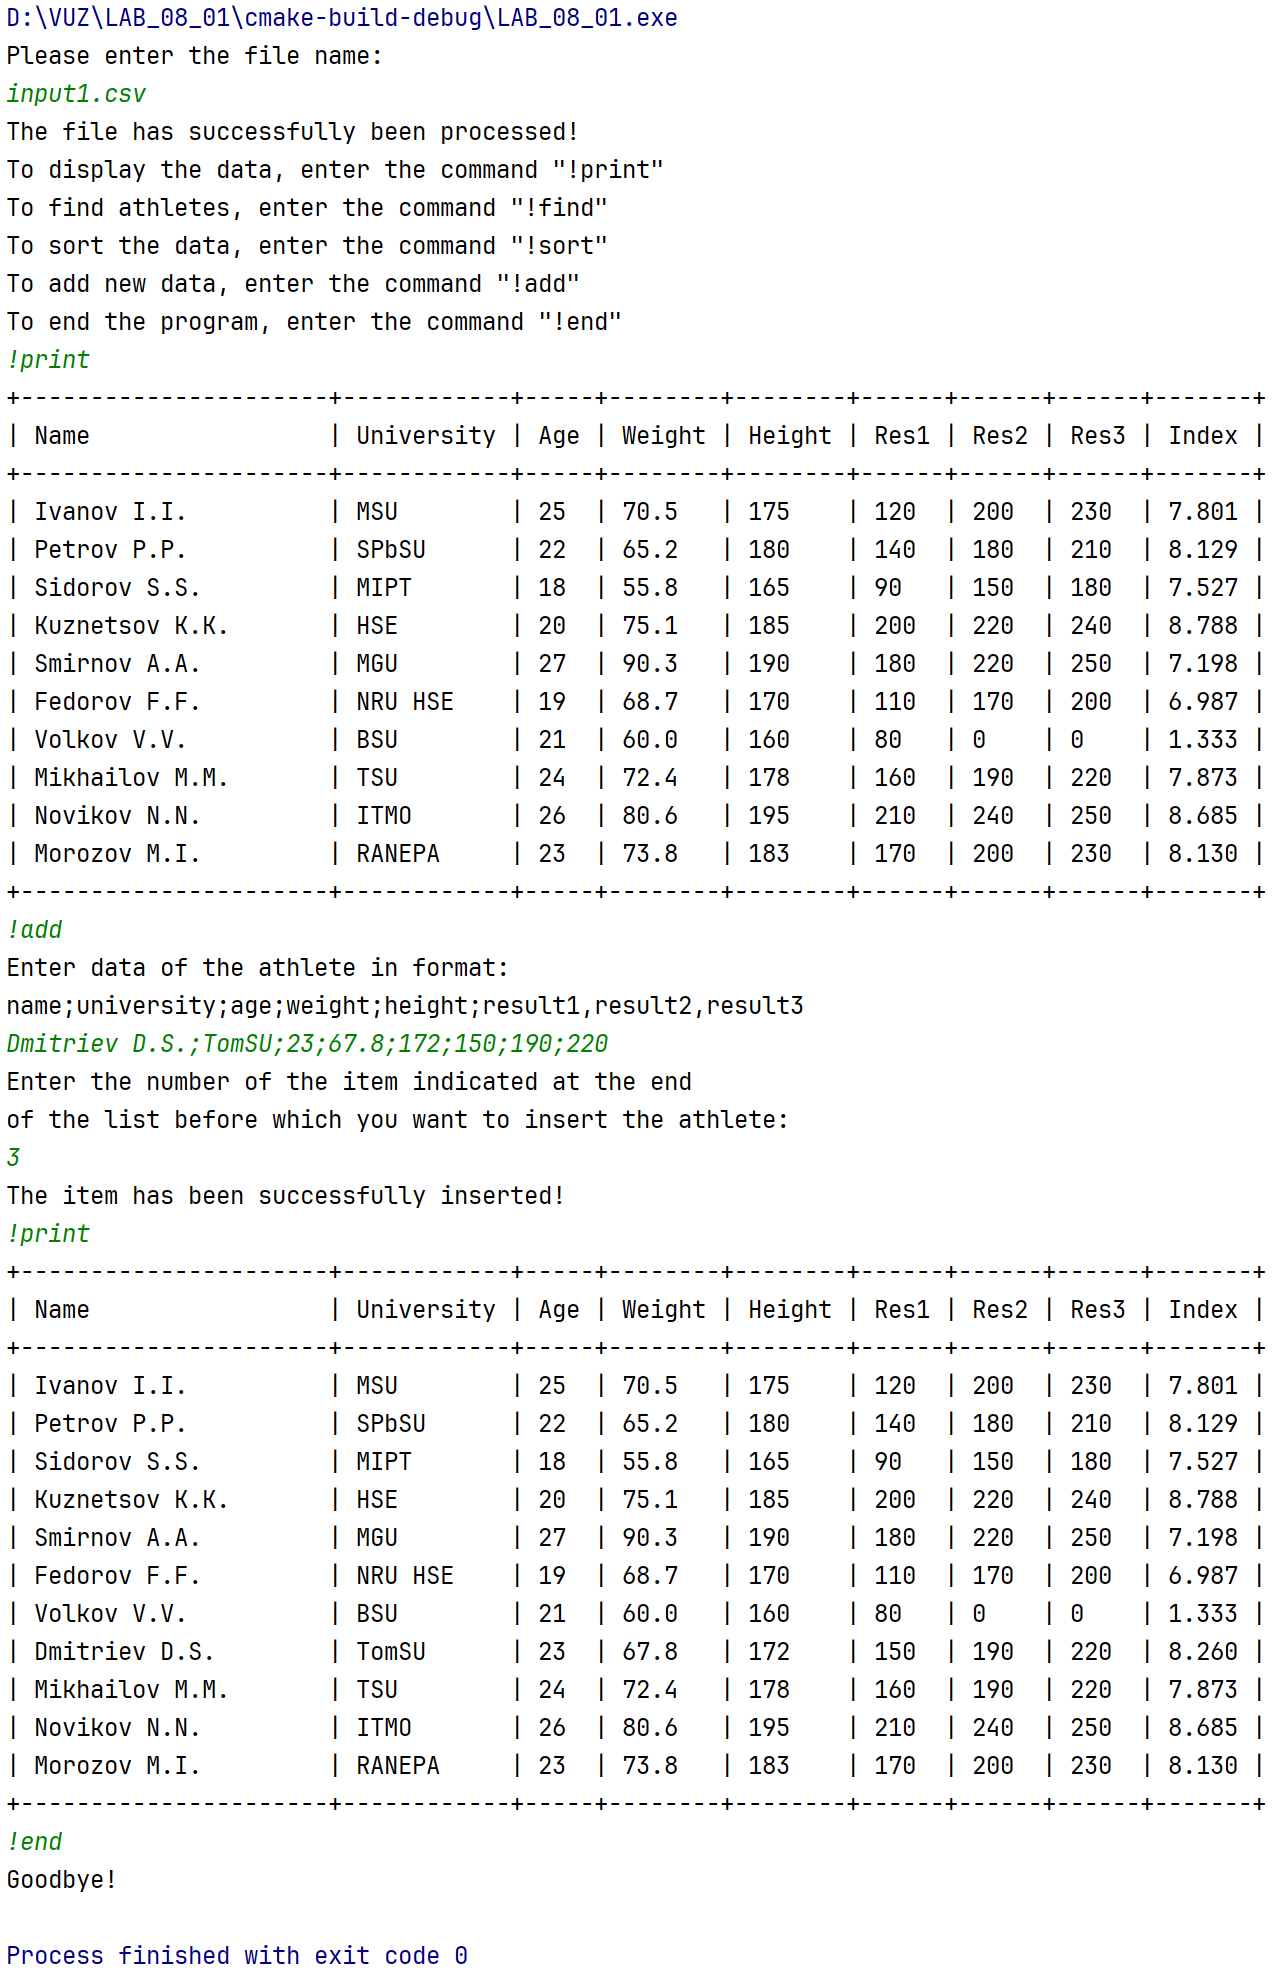 D:\VUZ\LAB_08_01\cmake-build-debug\LAB_08_01.exe
Please enter the file name:
input1.csv
The file has successfully been processed!
To display the data, enter the command "!print"
To find athletes, enter the command "!find"
To sort the data, enter the command "!sort"
To add new data, enter the command "!add"
To end the program, enter the command "!end"
!print
+----------------------+------------+-----+--------+--------+------+------+------+-------+
| Name                 | University | Age | Weight | Height | Res1 | Res2 | Res3 | Index |
+----------------------+------------+-----+--------+--------+------+------+------+-------+
| Ivanov I.I.          | MSU        | 25  | 70.5   | 175    | 120  | 200  | 230  | 7.801 |
| Petrov P.P.          | SPbSU      | 22  | 65.2   | 180    | 140  | 180  | 210  | 8.129 |
| Sidorov S.S.         | MIPT       | 18  | 55.8   | 165    | 90   | 150  | 180  | 7.527 |
| Kuznetsov K.K.       | HSE        | 20  | 75.1   | 185    | 200  | 220  | 240  | 8.788 |
| Smirnov A.A.         | MGU        | 27  | 90.3   | 190    | 180  | 220  | 250  | 7.198 |
| Fedorov F.F.         | NRU HSE    | 19  | 68.7   | 170    | 110  | 170  | 200  | 6.987 |
| Volkov V.V.          | BSU        | 21  | 60.0   | 160    | 80   | 0    | 0    | 1.333 |
| Mikhailov M.M.       | TSU        | 24  | 72.4   | 178    | 160  | 190  | 220  | 7.873 |
| Novikov N.N.         | ITMO       | 26  | 80.6   | 195    | 210  | 240  | 250  | 8.685 |
| Morozov M.I.         | RANEPA     | 23  | 73.8   | 183    | 170  | 200  | 230  | 8.130 |
+----------------------+------------+-----+--------+--------+------+------+------+-------+
!add
Enter data of the athlete in format:
name;university;age;weight;height;result1,result2,result3
Dmitriev D.S.;TomSU;23;67.8;172;150;190;220
Enter the number of the item indicated at the end
of the list before which you want to insert the athlete:
3
The item has been successfully inserted!
!print
+----------------------+------------+-----+--------+--------+------+------+------+-------+
| Name                 | University | Age | Weight | Height | Res1 | Res2 | Res3 | Index |
+----------------------+------------+-----+--------+--------+------+------+------+-------+
| Ivanov I.I.          | MSU        | 25  | 70.5   | 175    | 120  | 200  | 230  | 7.801 |
| Petrov P.P.          | SPbSU      | 22  | 65.2   | 180    | 140  | 180  | 210  | 8.129 |
| Sidorov S.S.         | MIPT       | 18  | 55.8   | 165    | 90   | 150  | 180  | 7.527 |
| Kuznetsov K.K.       | HSE        | 20  | 75.1   | 185    | 200  | 220  | 240  | 8.788 |
| Smirnov A.A.         | MGU        | 27  | 90.3   | 190    | 180  | 220  | 250  | 7.198 |
| Fedorov F.F.         | NRU HSE    | 19  | 68.7   | 170    | 110  | 170  | 200  | 6.987 |
| Volkov V.V.          | BSU        | 21  | 60.0   | 160    | 80   | 0    | 0    | 1.333 |
| Dmitriev D.S.        | TomSU      | 23  | 67.8   | 172    | 150  | 190  | 220  | 8.260 |
| Mikhailov M.M.       | TSU        | 24  | 72.4   | 178    | 160  | 190  | 220  | 7.873 |
| Novikov N.N.         | ITMO       | 26  | 80.6   | 195    | 210  | 240  | 250  | 8.685 |
| Morozov M.I.         | RANEPA     | 23  | 73.8   | 183    | 170  | 200  | 230  | 8.130 |
+----------------------+------------+-----+--------+--------+------+------+------+-------+
!end
Goodbye!
Process finished with exit code 0